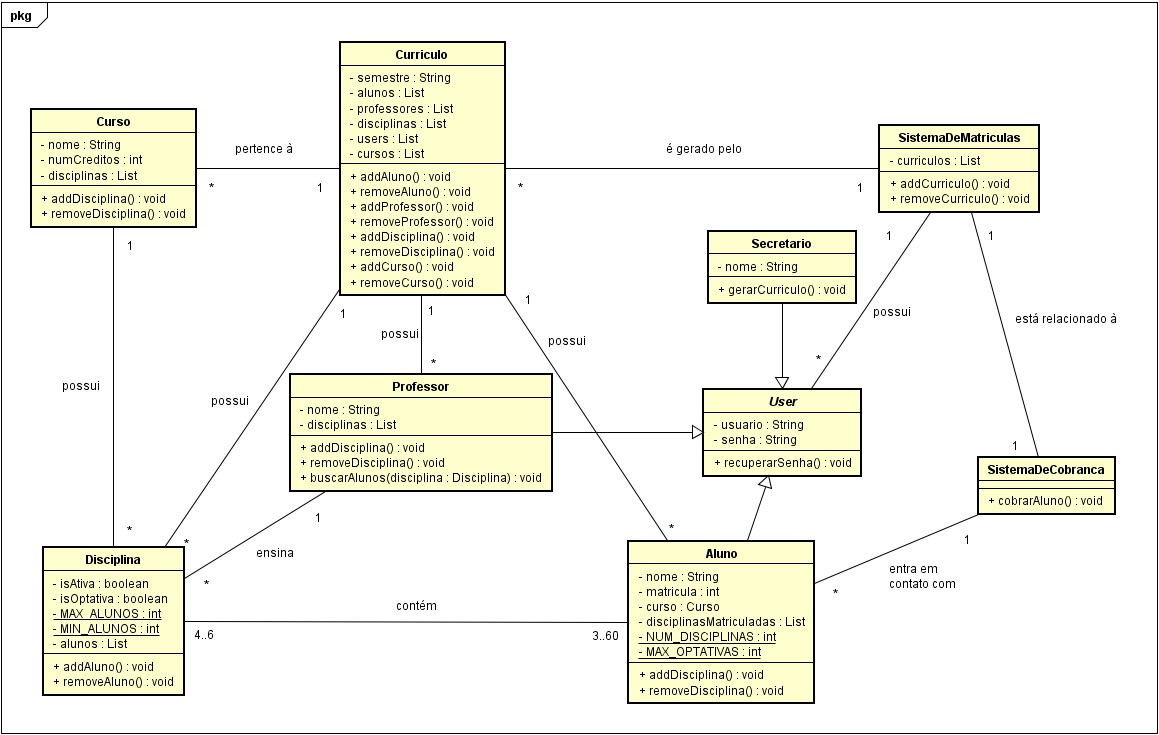 pkg
Curriculo
- semestre : String
- alunos : List
- professores : List
- disciplinas : List
- users : List
- cursos : List
+ addAluno() : void
+ removeAluno() : void
+ addProfessor() : void
+ removeProfessor() : void
+ addDisciplina() : void
+ removeDisciplina() : void
+ addCurso() : void
+ removeCurso() : void
Curso
- nome : String
- numCreditos : int
- disciplinas : List
+ addDisciplina() : void
+ removeDisciplina() : void
pertence à
*
1
é gerado pelo
*
1
SistemaDeMatriculas
- curriculos : List
+ addCurriculo() : void
+ removeCurriculo() : void
Secretario
- nome : String
+ gerarCurriculo() : void
1
possui
*
1
está relacionado à
1
1
possui
*
1
possui
*
1
possui
*
1
possui
*
Professor
- nome : String
- disciplinas : List
+ addDisciplina() : void
+ removeDisciplina() : void
+ buscarAlunos(disciplina : Disciplina) : void
User
- usuario : String
- senha : String
+ recuperarSenha() : void
SistemaDeCobranca
+ cobrarAluno() : void
1
ensina
*
1
entra em
contato com
*
Disciplina
- isAtiva : boolean
- isOptativa : boolean
- MAX_ALUNOS : int
- MIN_ALUNOS : int
- alunos : List
+ addAluno() : void
+ removeAluno() : void
contém
4..6
3..60
Aluno
- nome : String
- matricula : int
- curso : Curso
- disciplinasMatriculadas : List
- NUM_DISCIPLINAS : int
- MAX_OPTATIVAS : int
+ addDisciplina() : void
+ removeDisciplina() : void